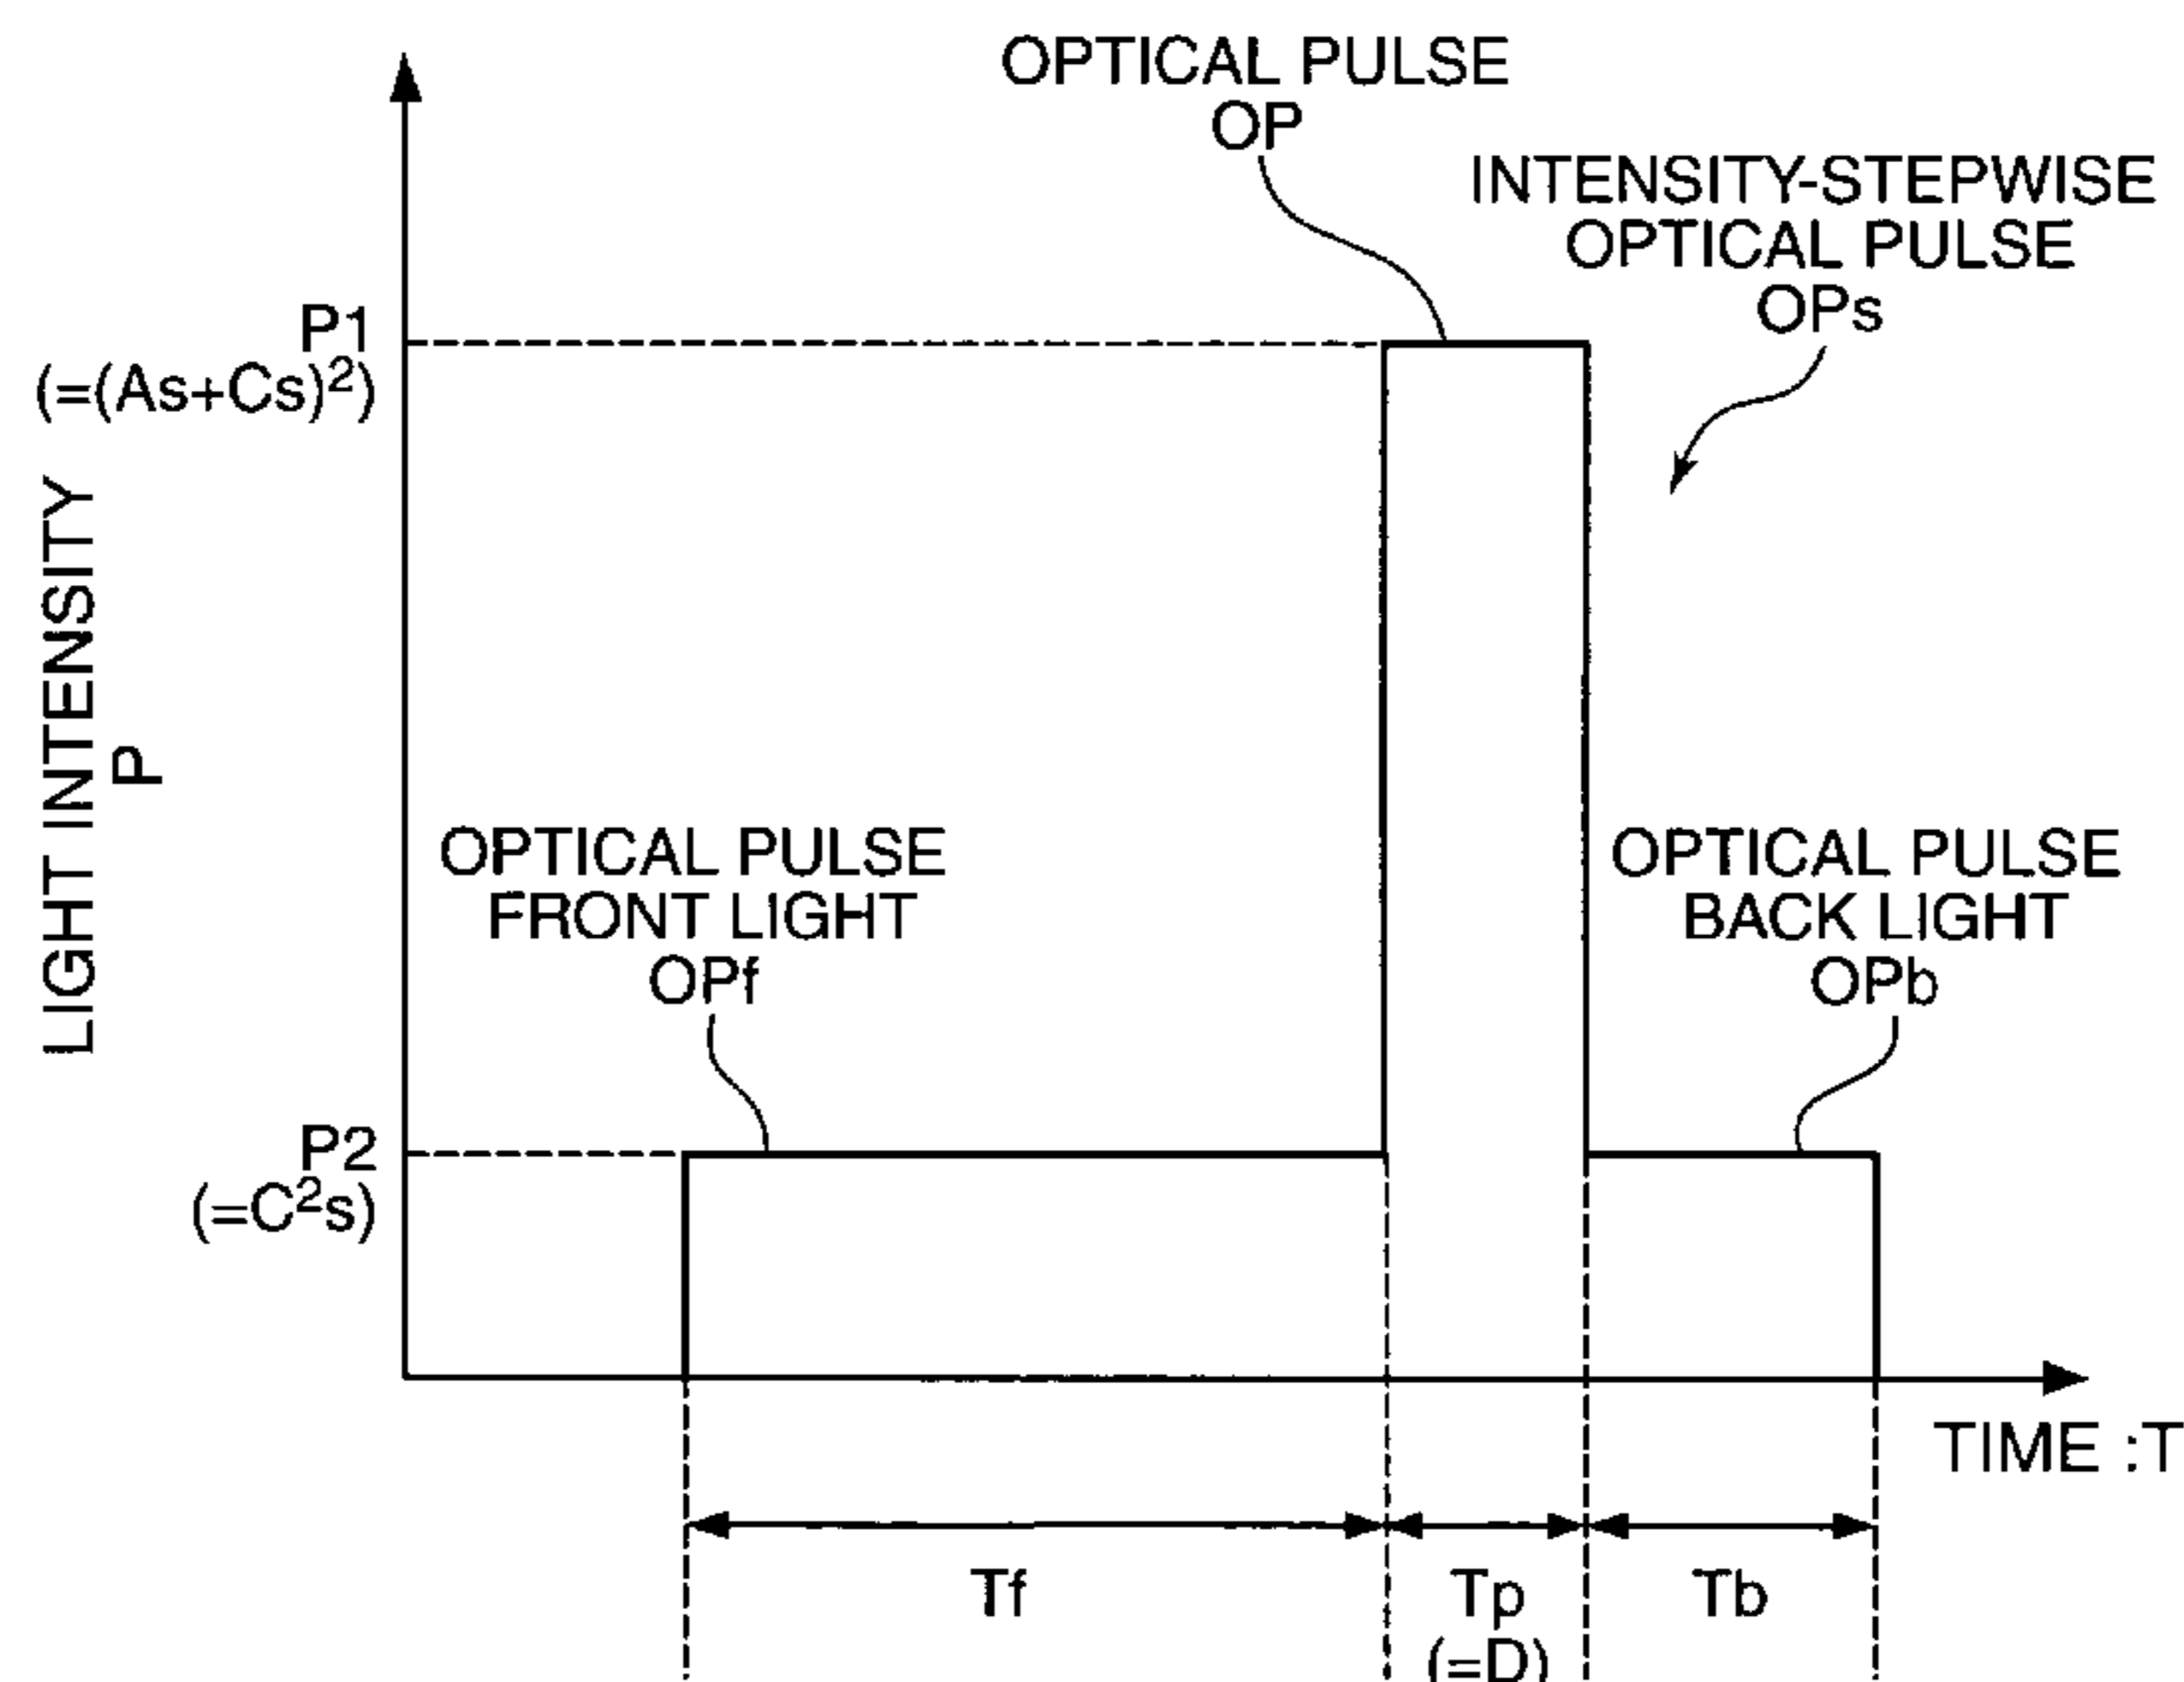 OPTICAL PULSE
OP
INTENSITY-STEPWISE
OPTICAL PULSE
OPs
P1
(=(As+Cs)²)
LIGHT INTENSITY
P
OPTICAL PULSE
FRONT LIGHT
OPf
OPTICAL PULSE
BACK LIGHT
OPb
P2
(=C²s)
TIME :T
Tf
Tp
(=D)
Tb